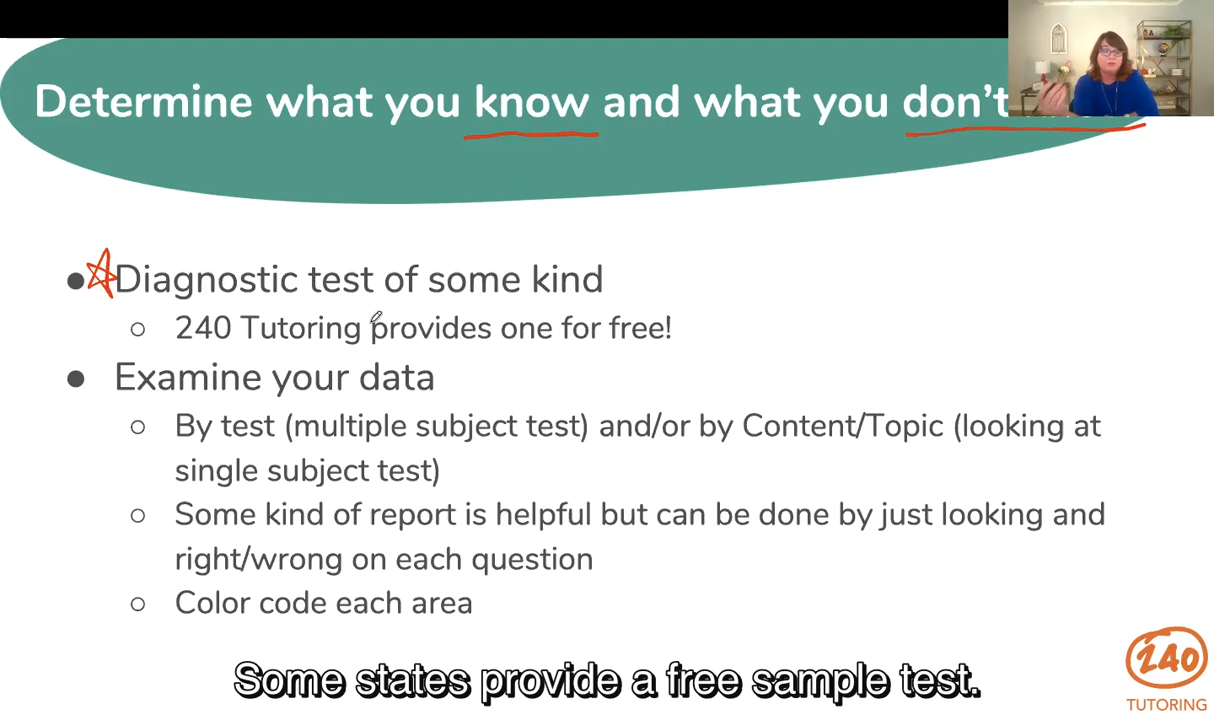 Determine what you know and what you don't
Diagnostic test of some kind
240 Tutoring provides one for free!
Examine your data
By test (multiple subject test) and/or by Content/Topic (looking at
single subject test)
Some kind of report is helpful but can be done by just looking and
right/wrong on each question
Color code each area
Some states provide a free sample test.
240
TUTORING